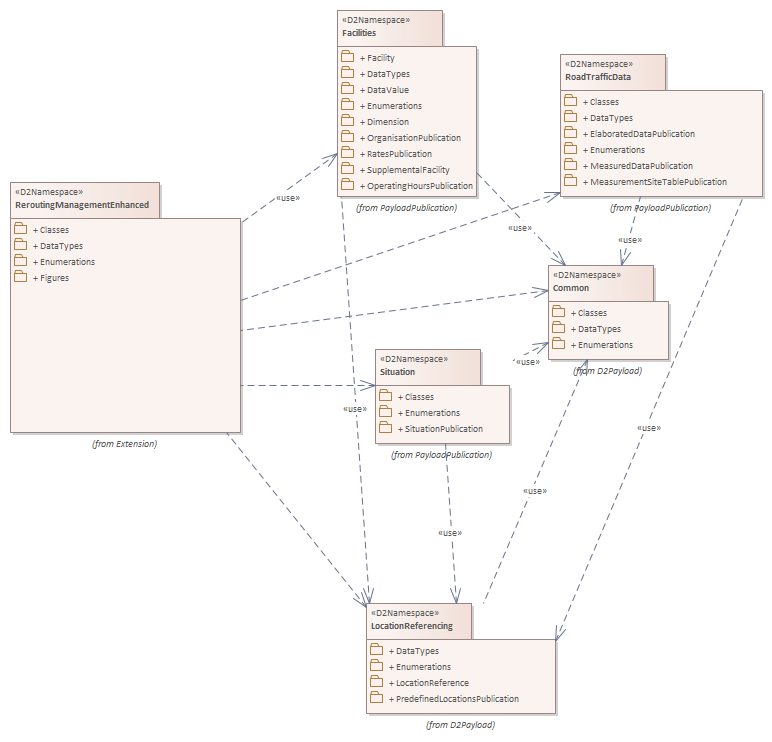 «D2Namespace»
Facilities
+ Facility
+ DataTypes
+ DataValue
+ Enumerations
+ Dimension
+ OrganisationPublication
+ RatesPublication
+ SupplementalFacility
+ OperatingHoursPublication
(from PayloadPublication)
«D2Namespace»
RoadTrafficData
+ Classes
+ DataTypes
+ ElaboratedDataPublication
+ Enumerations
+ MeasuredDataPublication
+ MeasurementSiteTablePublication
(from PayloadPublication)
«D2Namespace»
ReroutingManagementEnhanced
+ Classes
+ DataTypes
+ Enumerations
+ Figures
(from Extension)
«use»
«use»
«use»
«D2Namespace»
Common
+ Classes
+ DataTypes
+ Enumerations
(from D2Payload)
«use»
«D2Namespace»
Situation
+ Classes
+ Enumerations
+ SituationPublication
(from PayloadPublication)
«use»
«use»
«use»
«use»
«D2Namespace»
LocationReferencing
+ DataTypes
+ Enumerations
+ LocationReference
+ PredefinedLocationsPublication
(from D2Payload)